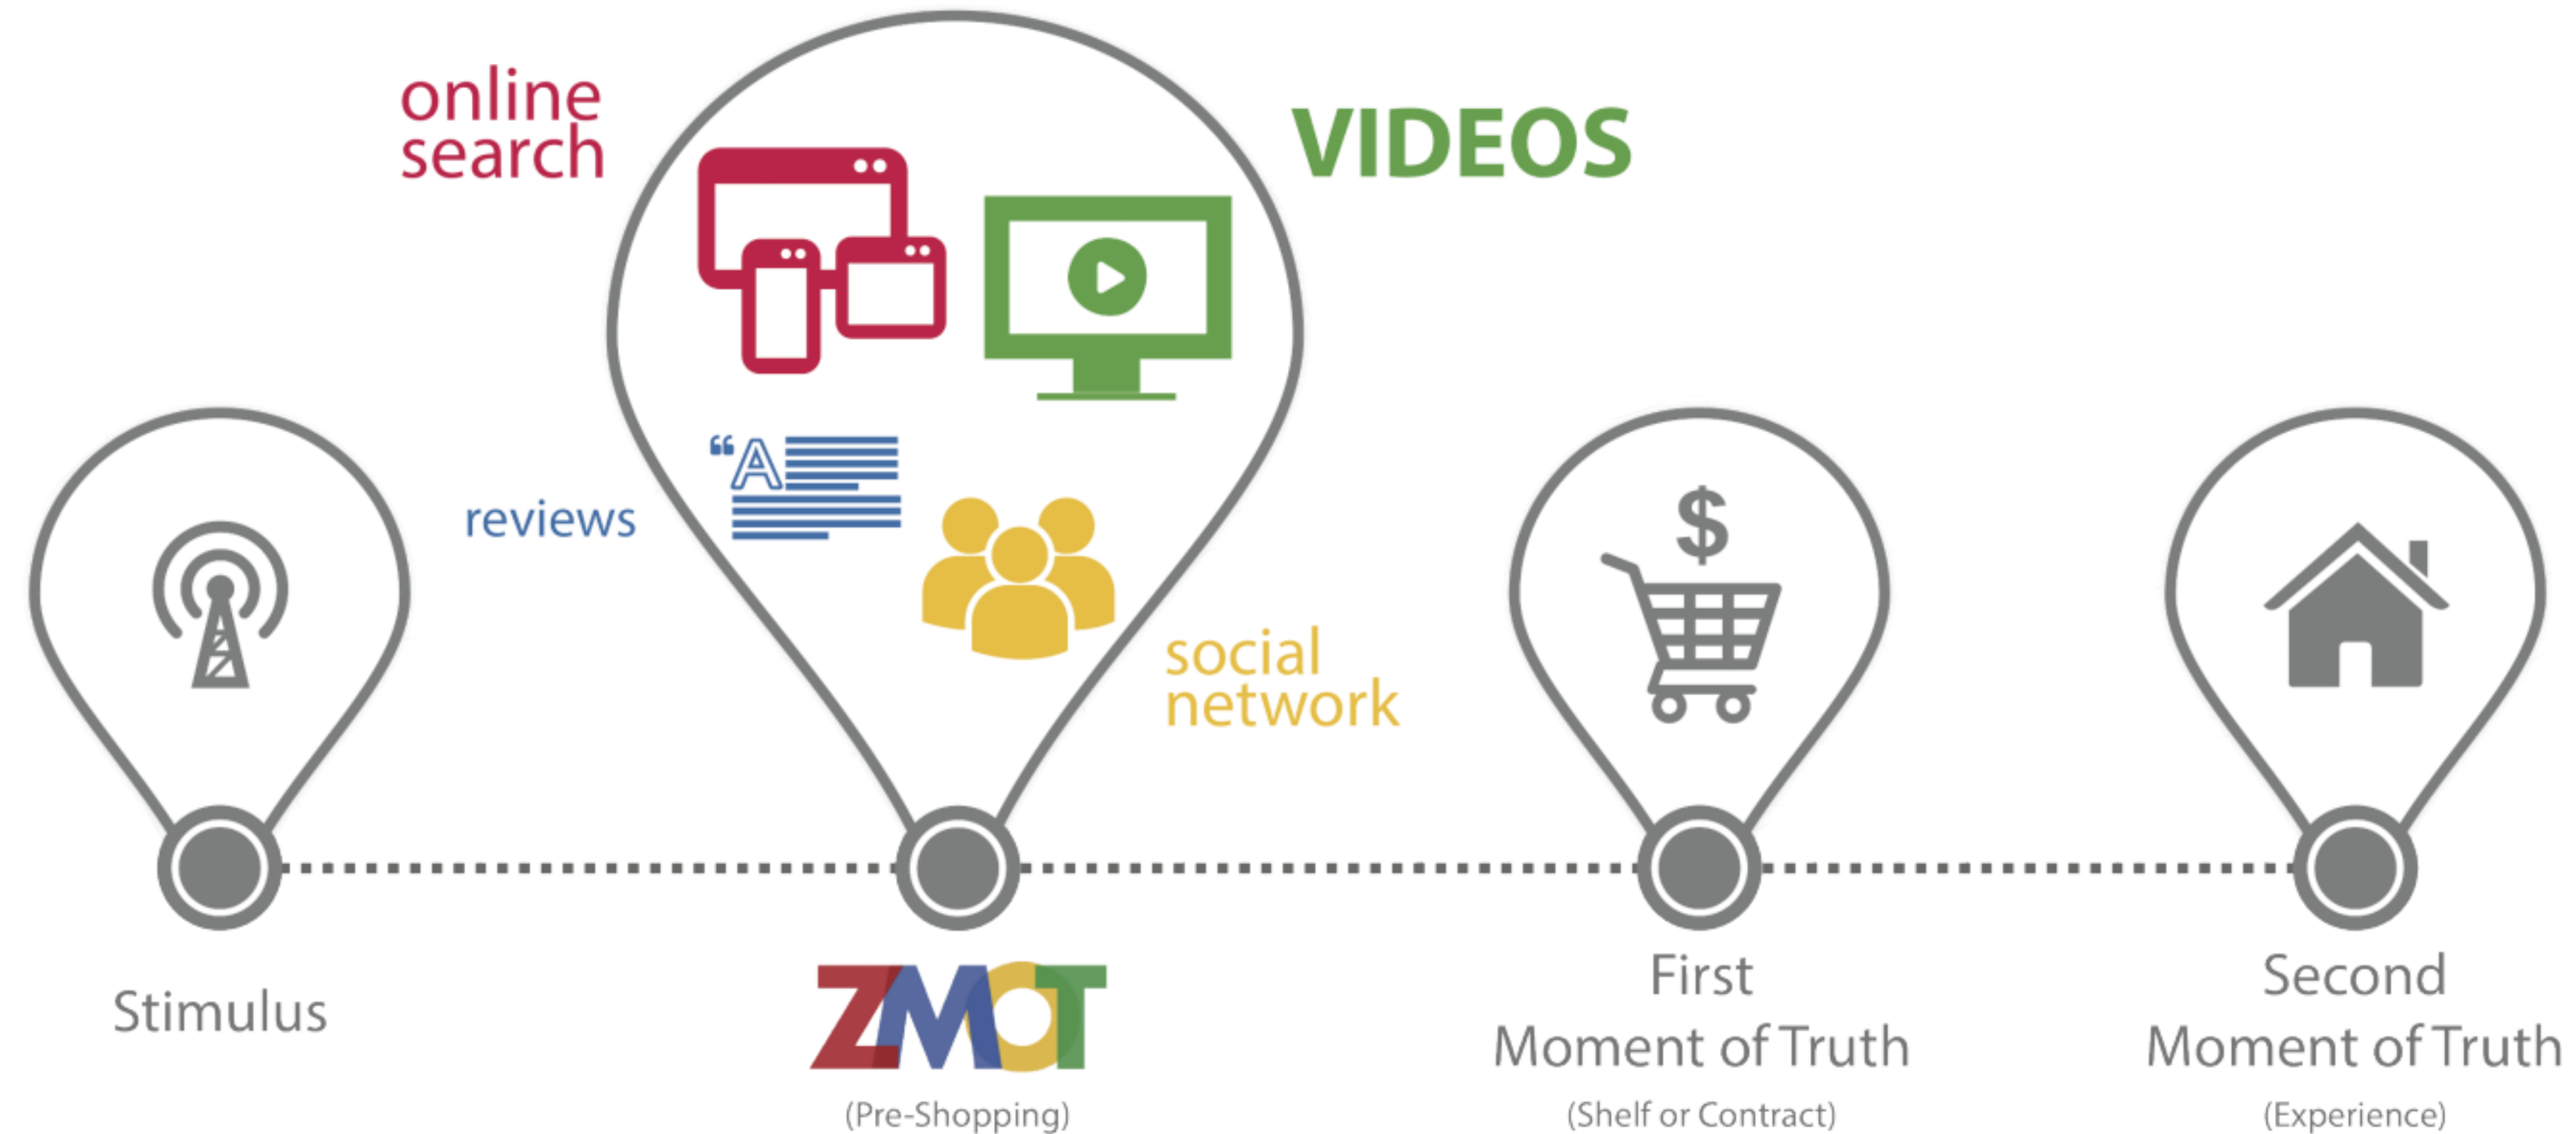 online
search
VIDEOS
“A
reviews
$
social
network
Stimulus
ZMOT
(Pre-Shopping)
First
Moment of Truth
(Shelf or Contract)
Second
Moment of Truth
(Experience)